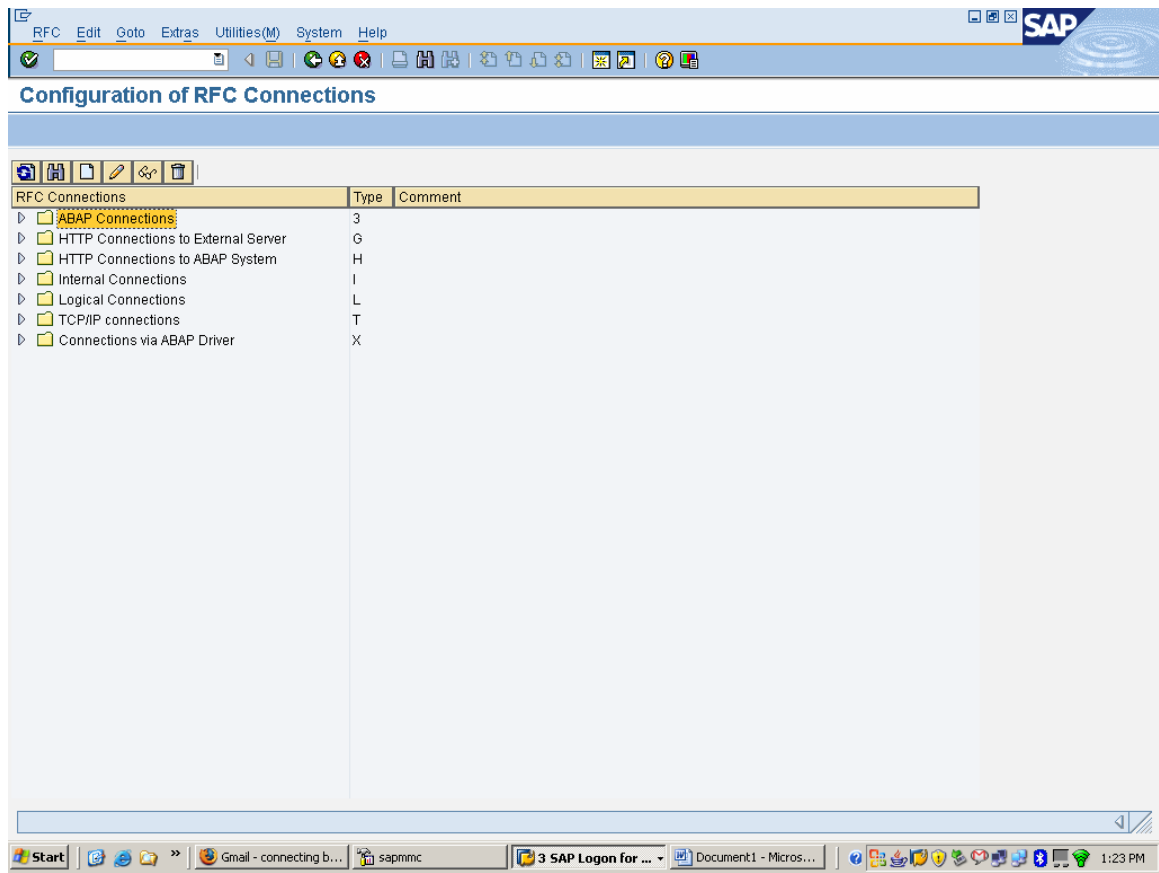 RFC Edit Goto Extras Utilities(M) System Help
SAP
Configuration of RFC Connections
RFC Connections Type Comment
ABAP Connections 3
HTTP Connections to External Server G
HTTP Connections to ABAP System H
Internal Connections I
Logical Connections L
TCP/IP connections T
Connections via ABAP Driver X
Start » Gmail - connecting b... sapmmc 3 SAP Logon for ... Document1 - Micros... 1:23 PM